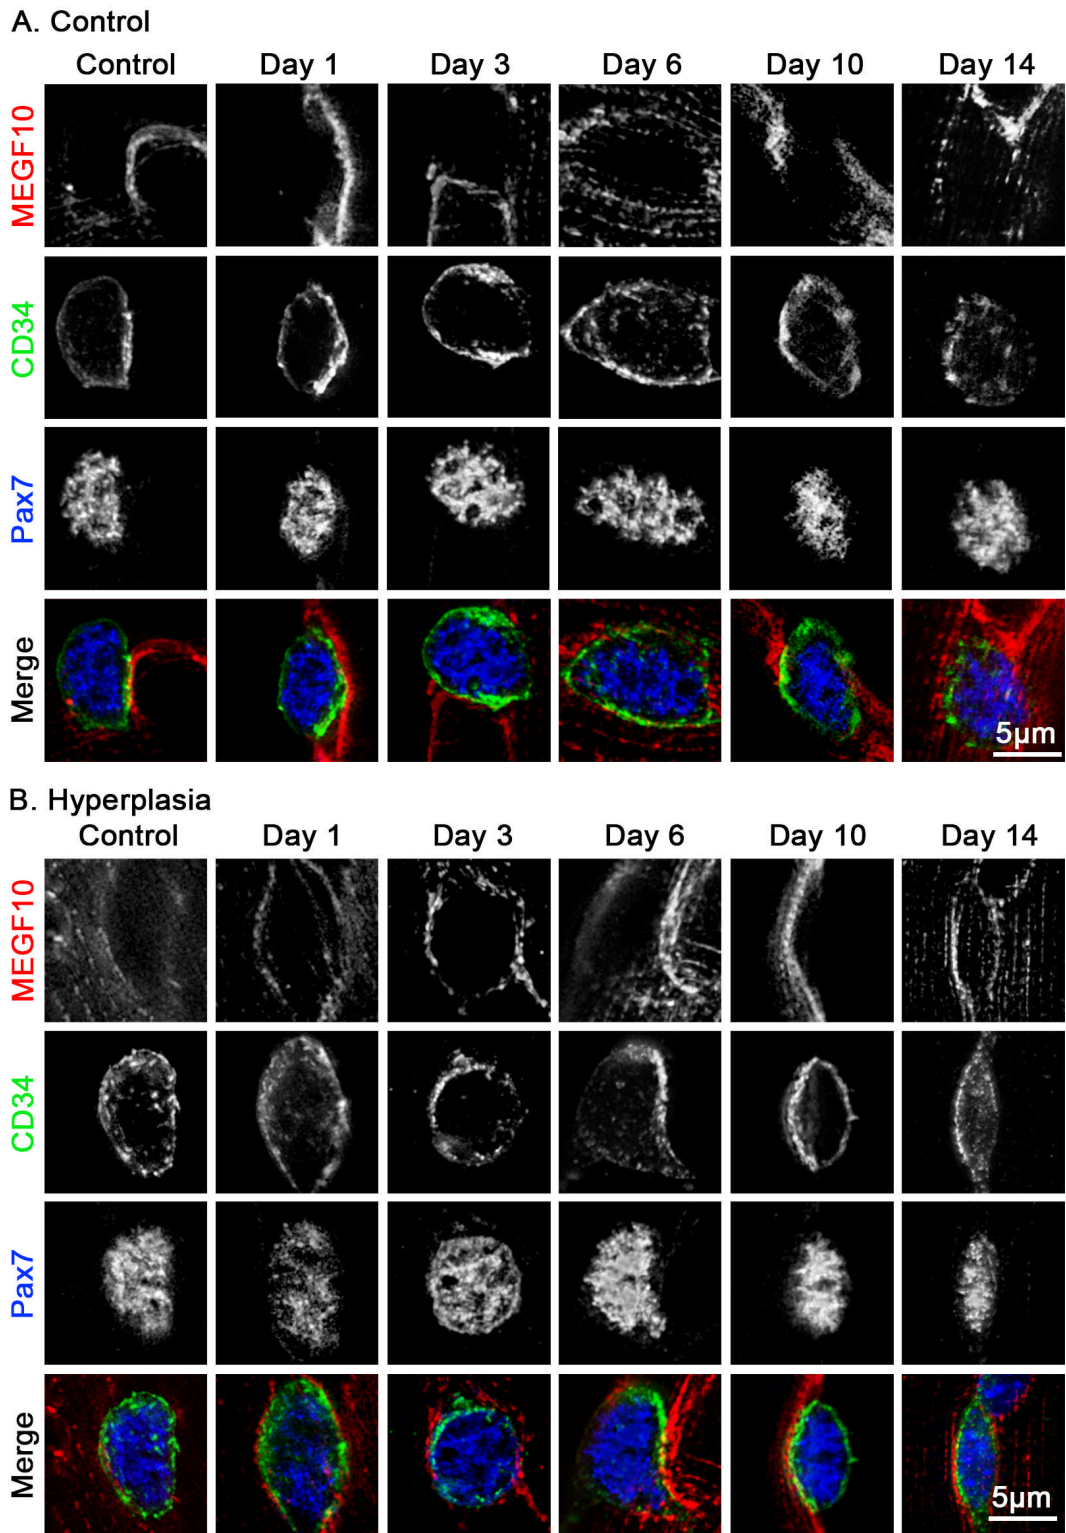 A. Control
Control Day 1 Day 3 Day 6 Day 10 Day 14
MEGF10
CD34
Pax7
Merge
5µm
B. Hyperplasia
Control Day 1 Day 3 Day 6 Day 10 Day 14
MEGF10
CD34
Pax7
Merge
5µm